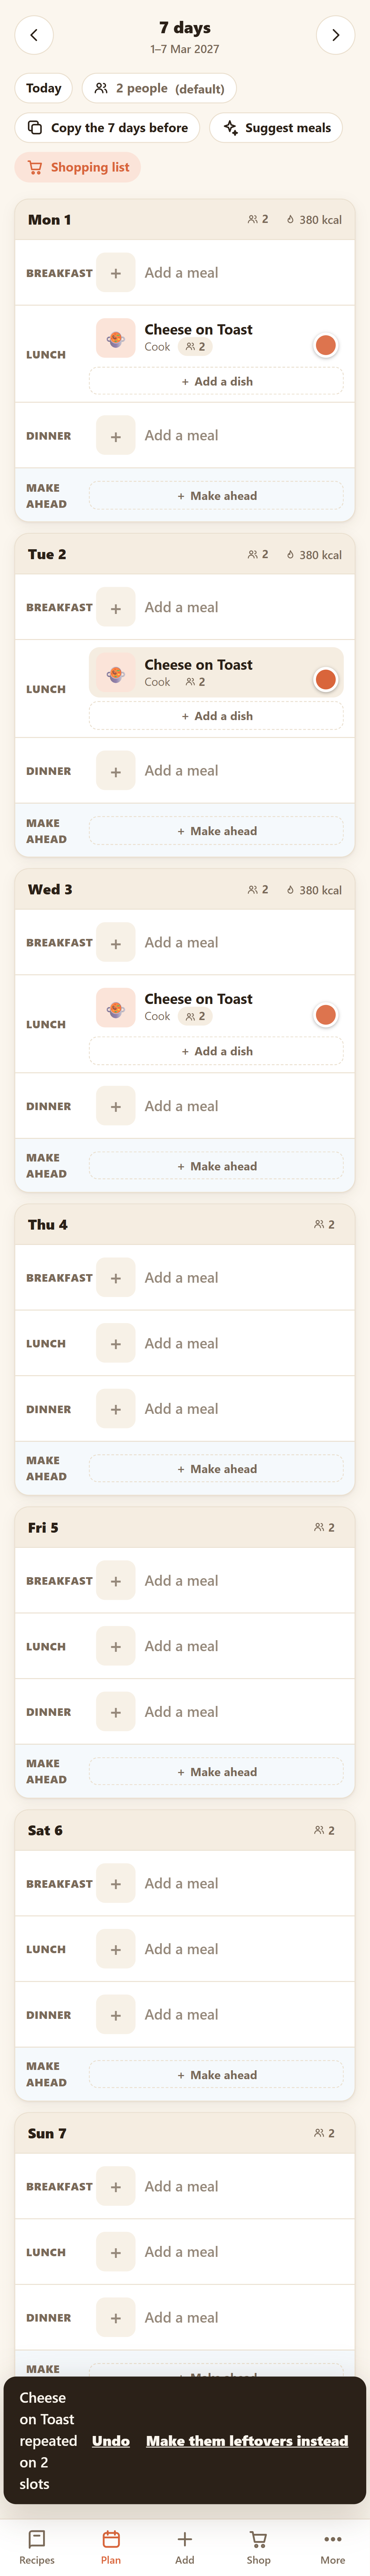 7 days
1–7 Mar 2027
Today
2 people (default)
Copy the 7 days before
Suggest meals
Shopping list
Mon 1
2
380 kcal
BREAKFAST
+
Add a meal
LUNCH
Cheese on Toast
Cook
2
+ Add a dish
DINNER
+
Add a meal
MAKE
AHEAD
+ Make ahead
Tue 2
2
380 kcal
BREAKFAST
+
Add a meal
LUNCH
Cheese on Toast
Cook
2
+ Add a dish
DINNER
+
Add a meal
MAKE
AHEAD
+ Make ahead
Wed 3
2
380 kcal
BREAKFAST
+
Add a meal
LUNCH
Cheese on Toast
Cook
2
+ Add a dish
DINNER
+
Add a meal
MAKE
AHEAD
+ Make ahead
Thu 4
2
BREAKFAST
+
Add a meal
LUNCH
+
Add a meal
DINNER
+
Add a meal
MAKE
AHEAD
+ Make ahead
Fri 5
2
BREAKFAST
+
Add a meal
LUNCH
+
Add a meal
DINNER
+
Add a meal
MAKE
AHEAD
+ Make ahead
Sat 6
2
BREAKFAST
+
Add a meal
LUNCH
+
Add a meal
DINNER
+
Add a meal
MAKE
AHEAD
+ Make ahead
Sun 7
2
BREAKFAST
+
Add a meal
LUNCH
+
Add a meal
DINNER
+
Add a meal
MAKE
Cheese
on Toast
repeated
on 2
slots
Undo
Make them leftovers instead
Recipes
Plan
Add
Shop
More